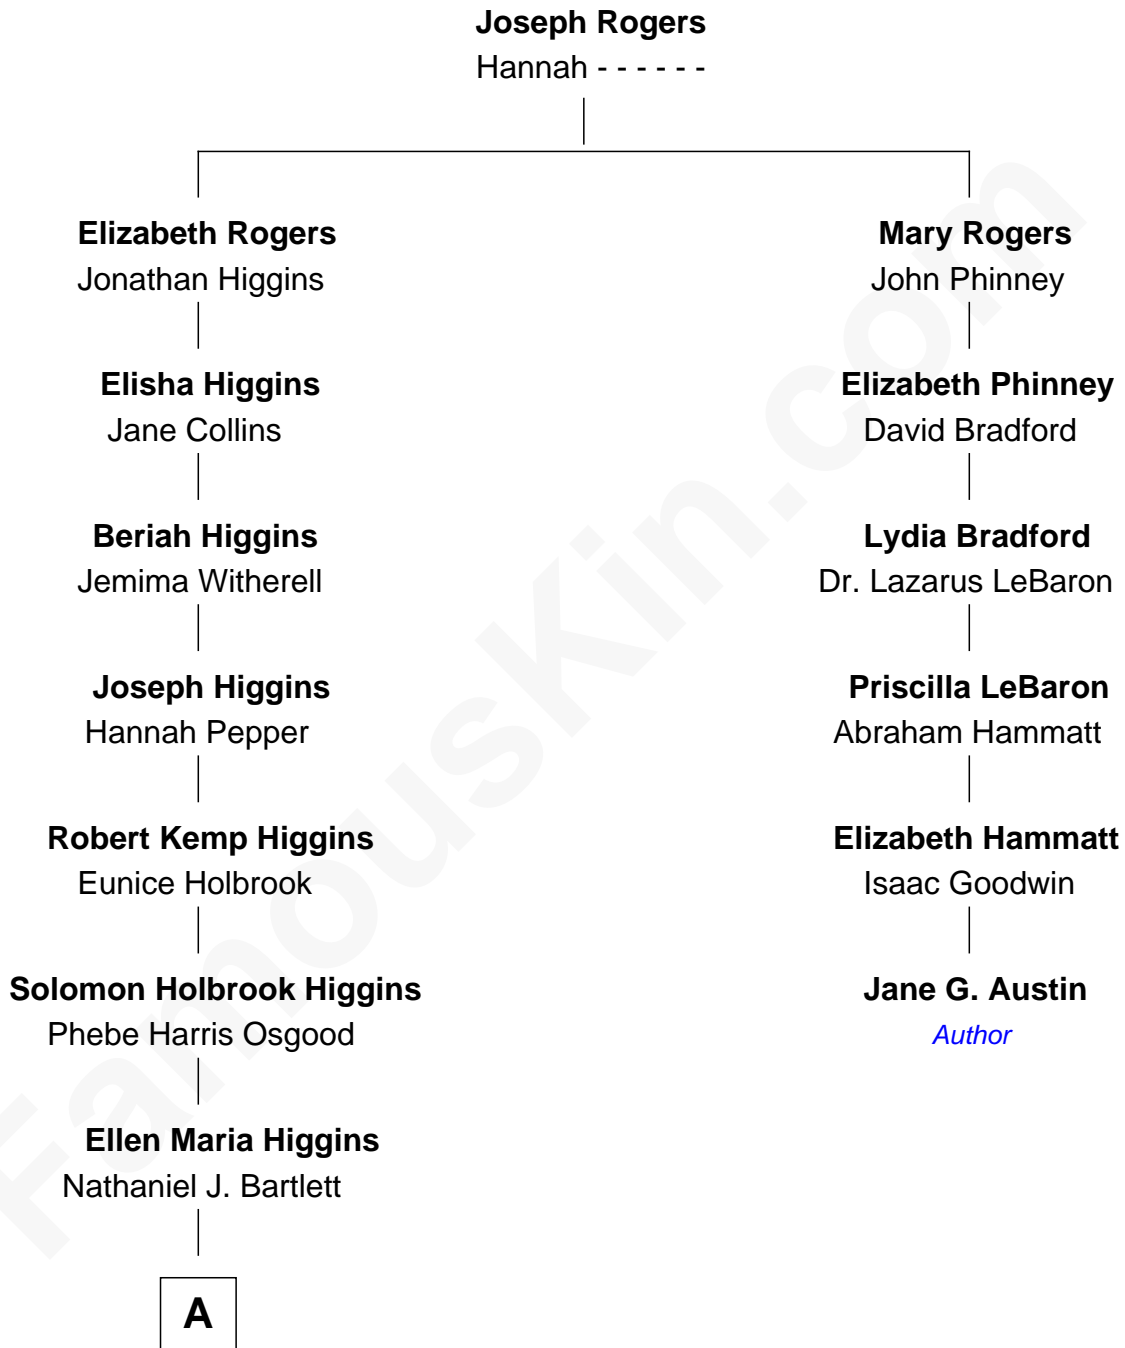 Joseph Rogers
Hannah - - - - - -
Elizabeth Rogers
Jonathan Higgins
Mary Rogers
John Phinney
Elisha Higgins
Jane Collins
Elizabeth Phinney
David Bradford
Beriah Higgins
Jemima Witherell
Lydia Bradford
Dr. Lazarus LeBaron
Joseph Higgins
Hannah Pepper
Priscilla LeBaron
Abraham Hammatt
Robert Kemp Higgins
Eunice Holbrook
Elizabeth Hammatt
Isaac Goodwin
Solomon Holbrook Higgins
Phebe Harris Osgood
Jane G. Austin
Author
Ellen Maria Higgins
Nathaniel J. Bartlett
A
FamousKin.com